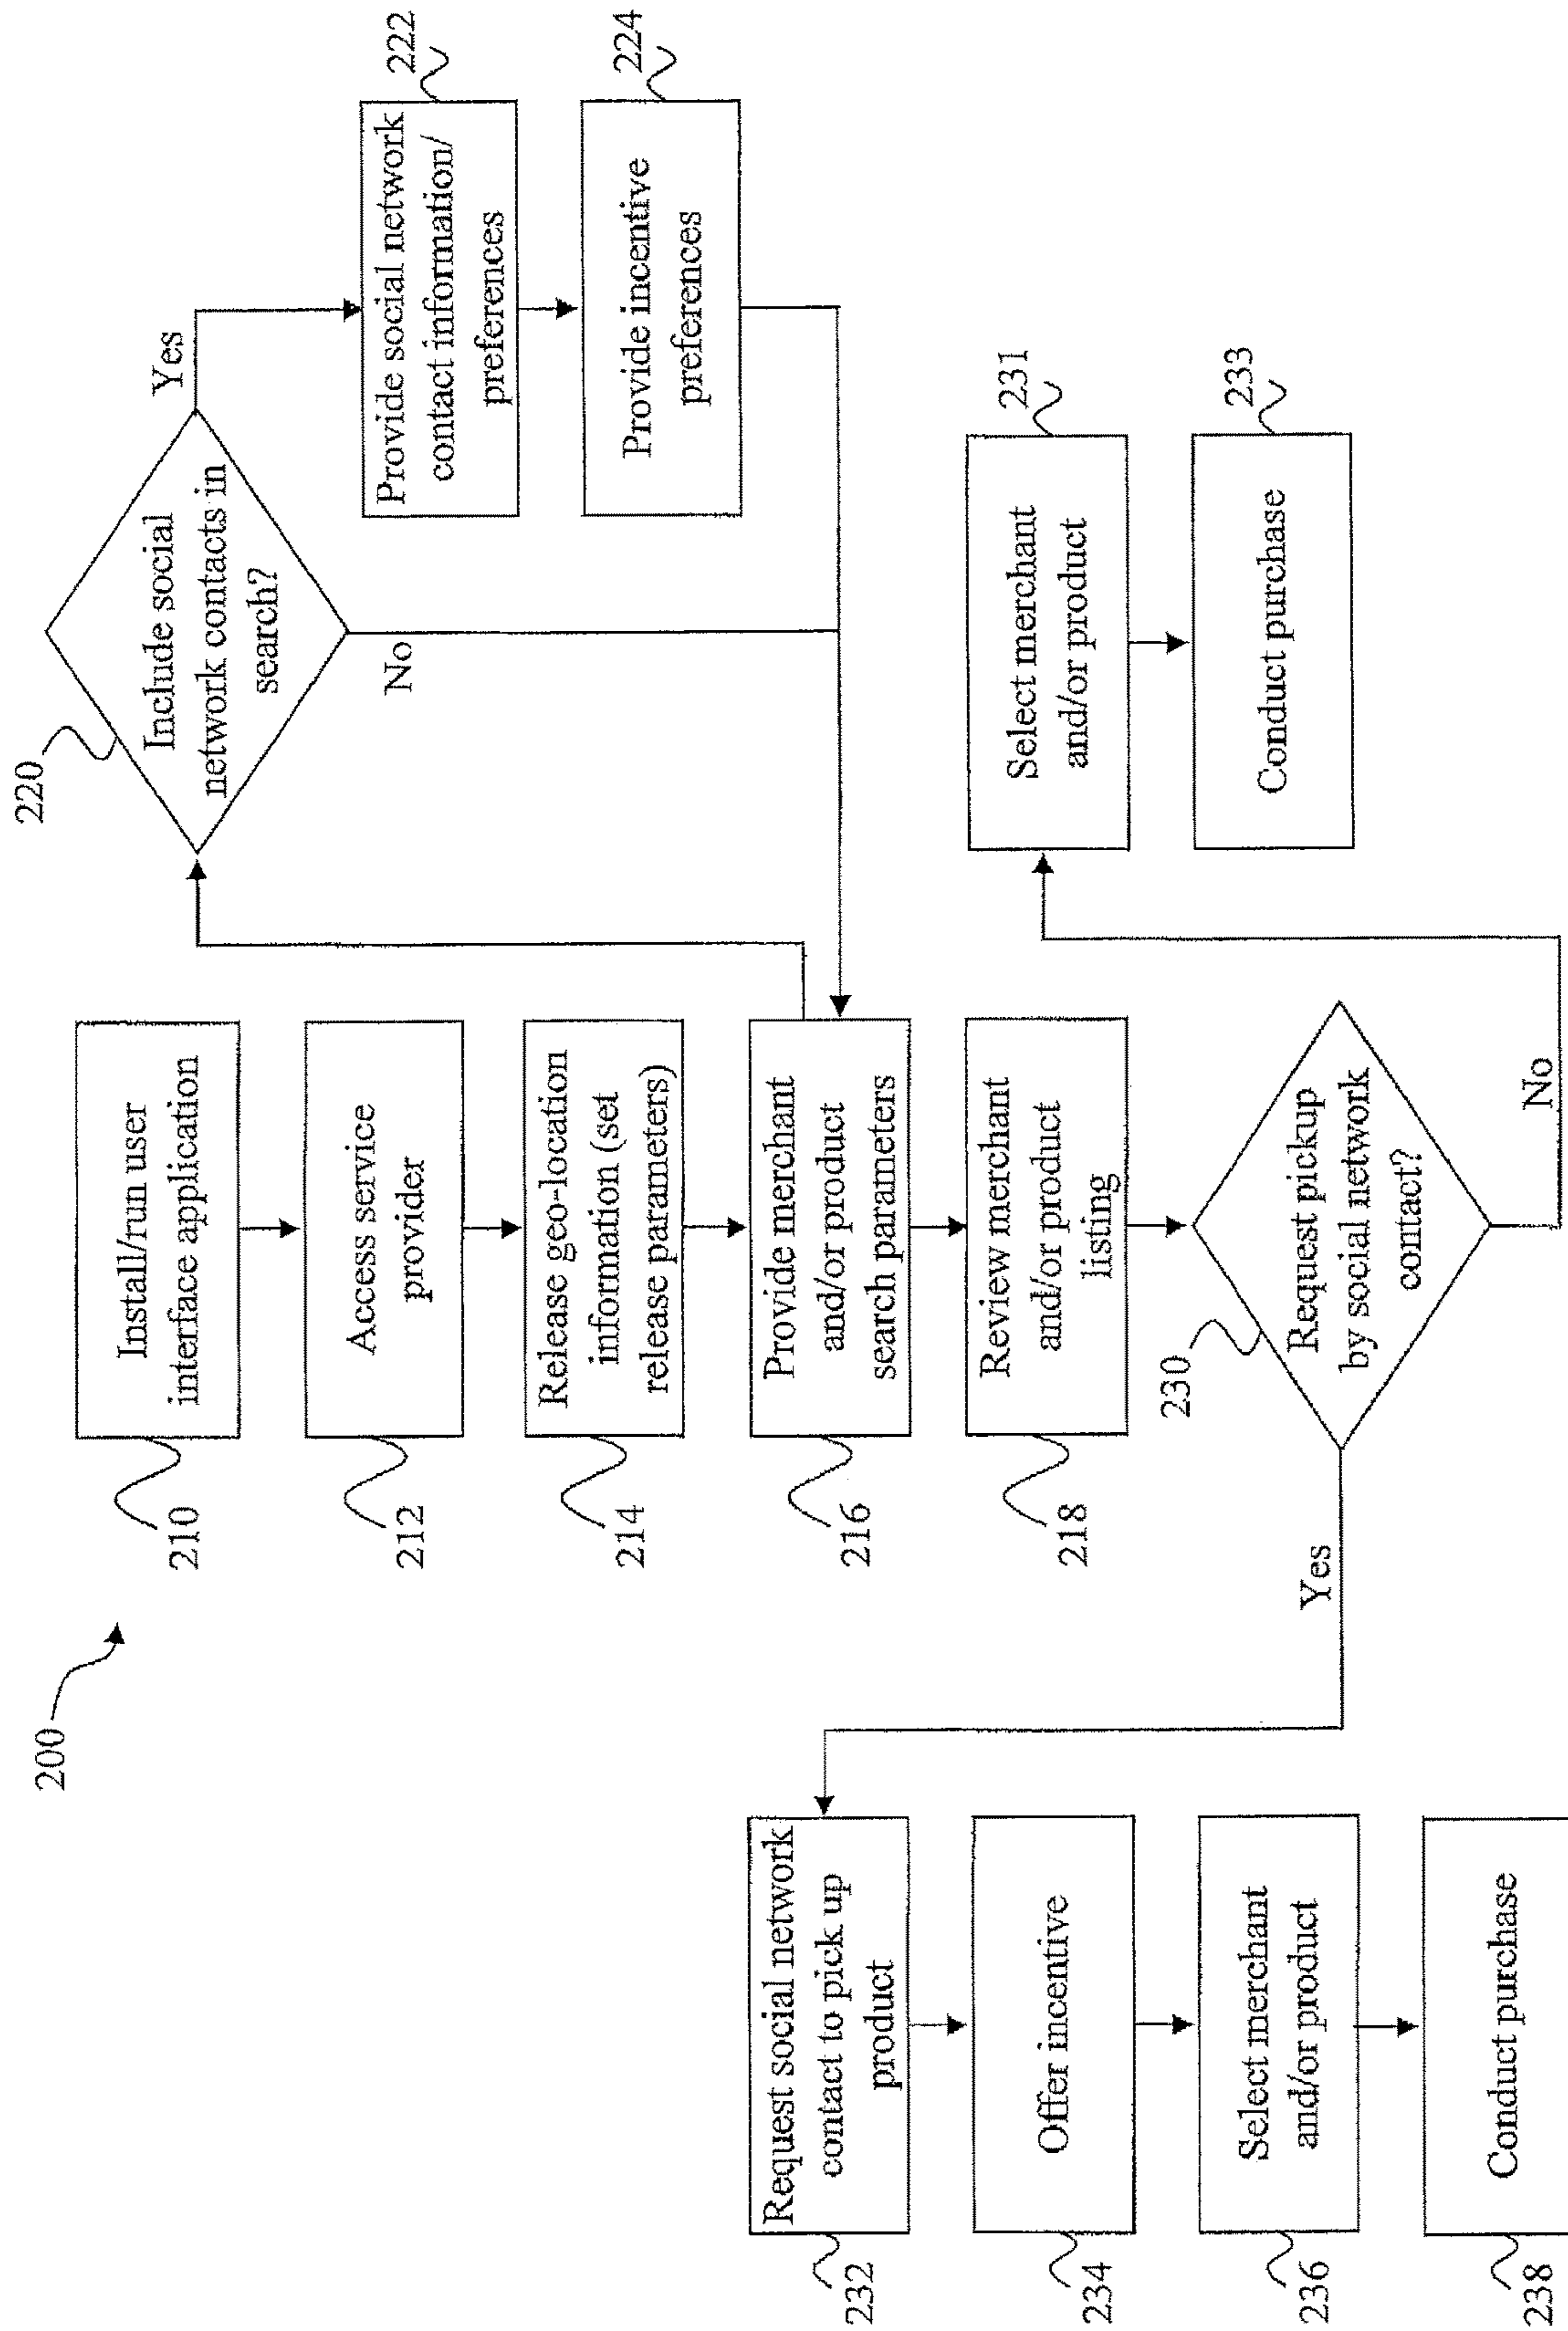 200
210
Install/run user
interface application
212
Access service
provider
214
Release geo-location
information (set
release parameters)
216
Provide merchant
and/or product
search parameters
218
Review merchant
and/or product
listing
220
Include social
network contacts in
search?
Yes
No
222
Provide social network
contact information/
preferences
224
Provide incentive
preferences
230
Request pickup
by social network
contact?
Yes
No
232
Request social network
contact to pick up
product
234
Offer incentive
236
Select merchant
and/or product
238
Conduct purchase
231
Select merchant
and/or product
233
Conduct purchase